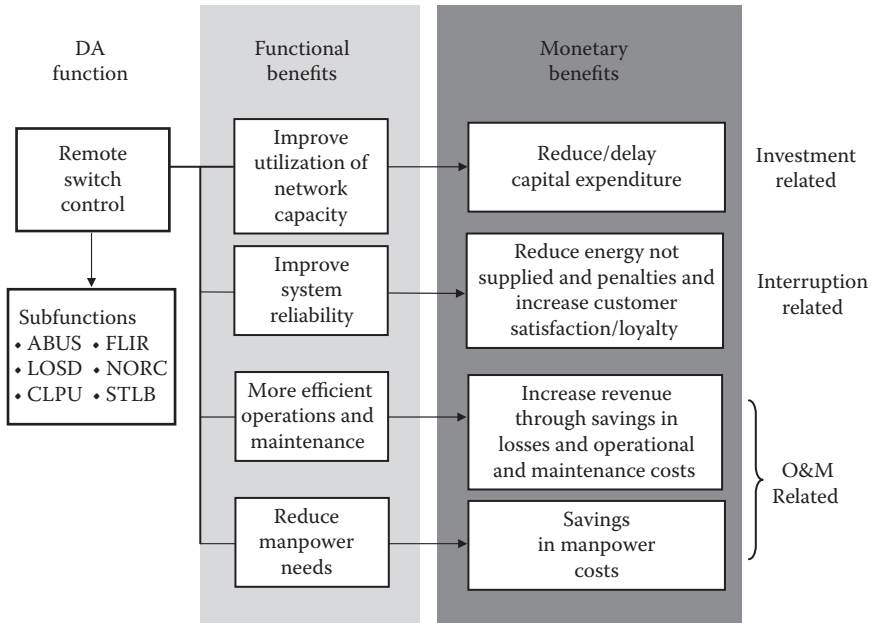 DA
function
Functional
benefits
Monetary
benefits
Remote
switch
control
Improve
utilization of
network
capacity
Reduce/delay
capital expenditure
Investment
related
Improve
system
reliability
Reduce energy not
supplied and penalties and
increase customer
satisfaction/loyalty
Interruption
related
Subfunctions
• ABUS • FLIR
• LOSD • NORC
• CLPU • STLB
More efficient
operations and
maintenance
Increase revenue
through savings in
losses and operational
and maintenance costs
O&M
Related
Reduce
manpower
needs
Savings
in manpower
costs